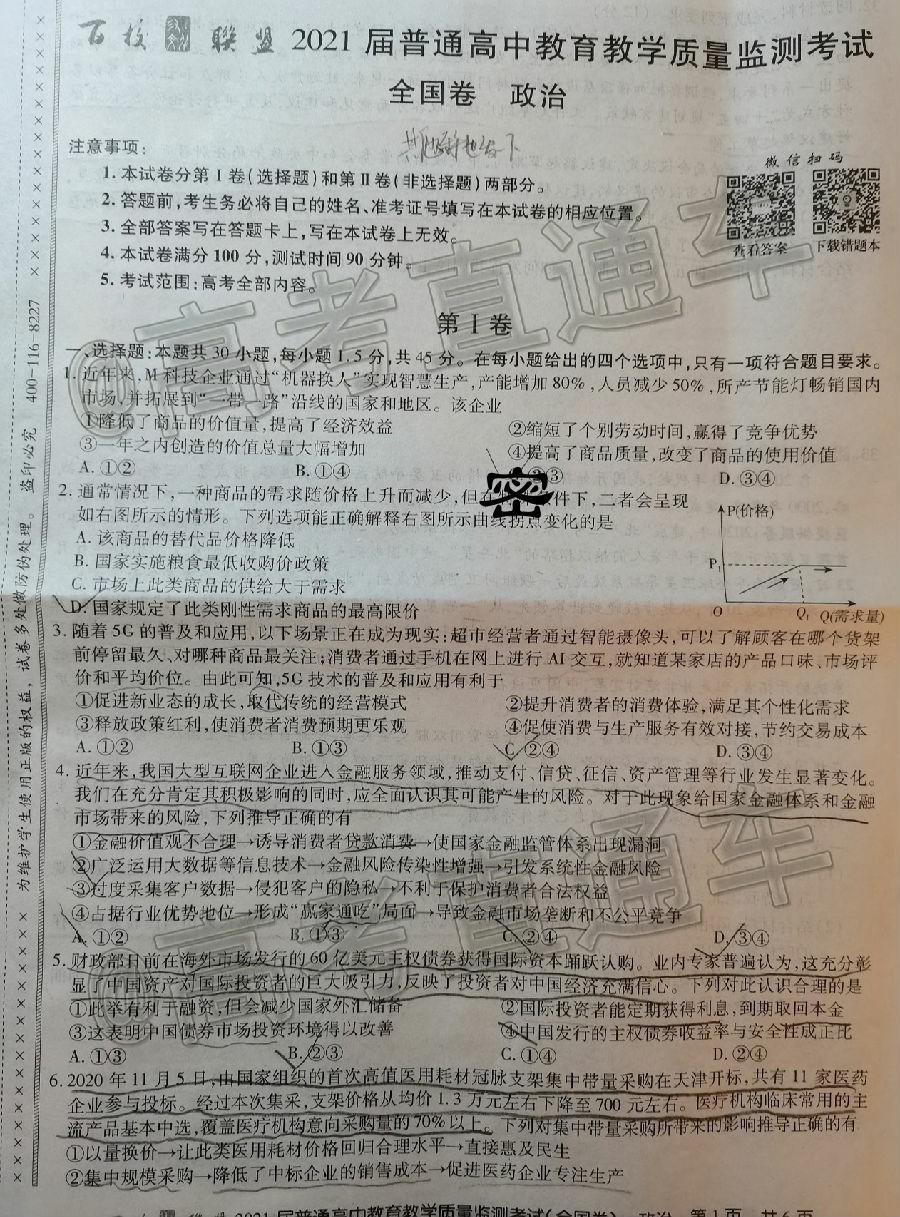 百校 联盟 2021届普通高中教育教学质量监测考试
全国卷 政治
注意事项：
微信扫码
1. 本试卷分第Ⅰ卷(选择题)和第Ⅱ卷(非选择题)两部分。
2. 答题前,考生务必将自己的姓名、准考证号填写在本试卷的相应位置。
3. 全部答案写在答题卡上,写在本试卷上无效。
查看答案 下载错题本
4. 本试卷满分100分,测试时间90分钟。
5. 考试范围:高考全部内容。
@高考直通车
第Ⅰ卷
一、选择题:本题共30小题,每小题1.5分,共45分。在每小题给出的四个选项中,只有一项符合题目要求。
1. 近年来,M科技企业通过“机器换人”实现智慧生产,产能增加80%,人员减少50%,所产节能灯畅销国内
市场,并拓展到“一带一路”沿线的国家和地区。该企业
①降低了商品的价值量,提高了经济效益 ②缩短了个别劳动时间,赢得了竞争优势
③一年之内创造的价值总量大幅增加 ④提高了商品质量,改变了商品的使用价值
A. ①② B. ①④ ②③ D. ③④
密
2. 通常情况下,一种商品的需求随价格上升而减少,但在 件下,二者会呈现
如右图所示的情形。下列选项能正确解释右图所示曲线拐点变化的是
A. 该商品的替代品价格降低
B. 国家实施粮食最低收购价政策
C. 市场上此类商品的供给大于需求
D. 国家规定了此类刚性需求商品的最高限价
P(价格)
P₁
O Q₁ Q(需求量)
3. 随着5G的普及和应用,以下场景正在成为现实:超市经营者通过智能摄像头,可以了解顾客在哪个货架
前停留最久、对哪种商品最关注;消费者通过手机在网上进行AI交互,就知道某家店的产品口味、市场评
价和平均价位。由此可知,5G技术的普及和应用有利于
①促进新业态的成长,取代传统的经营模式 ②提升消费者的消费体验,满足其个性化需求
③释放政策红利,使消费者消费预期更乐观 ④促使消费与生产服务有效对接,节约交易成本
A. ①② B. ①③ C. ②④ D. ③④
4. 近年来,我国大型互联网企业进入金融服务领域,推动支付、信贷、征信、资产管理等行业发生显著变化。
我们在充分肯定其积极影响的同时,应全面认识其可能产生的风险。对于此现象给国家金融体系和金融
市场带来的风险,下列推导正确的有
①金融价值观不合理→诱导消费者贷款消费→使国家金融监管体系出现漏洞
②广泛运用大数据等信息技术→金融风险传染性增强→引发系统性金融风险
③过度采集客户数据→侵犯客户的隐私→不利于保护消费者合法权益
④占据行业优势地位→形成“赢家通吃”局面→导致金融市场垄断和不公平竞争
A. ①② B. ①③ C. ②④ D. ③④
@高考直通车
5. 财政部日前在海外市场发行的60亿美元主权债券获得国际资本踊跃认购。业内专家普遍认为,这充分彰
显了中国资产对国际投资者的巨大吸引力,反映了投资者对中国经济充满信心。下列对此认识合理的是
①此举有利于融资,但会减少国家外汇储备 ②国际投资者能定期获得利息,到期取回本金
③这表明中国债券市场投资环境得以改善 ④中国发行的主权债券收益率与安全性成正比
A. ①③ B. ②③ C. ①④ D. ②④
6. 2020年11月5日,由国家组织的首次高值医用耗材冠脉支架集中带量采购在天津开标,共有11家医药
企业参与投标。经过本次集采,支架价格从均价1.3万元左右下降至700元左右。医疗机构临床常用的主
流产品基本中选,覆盖医疗机构意向采购量的70%以上。下列对集中带量采购所带来的影响推导正确的有
①以量换价→让此类医用耗材价格回归合理水平→直接惠及民生
②集中规模采购→降低了中标企业的销售成本→促进医药企业专注生产
2021届普通高中教育教学质量监测考试(全国卷) 政治 第1页 共6页
为维护学生使用正版的权益,试卷多处做防伪处理。 盗印必究 400-116-8227